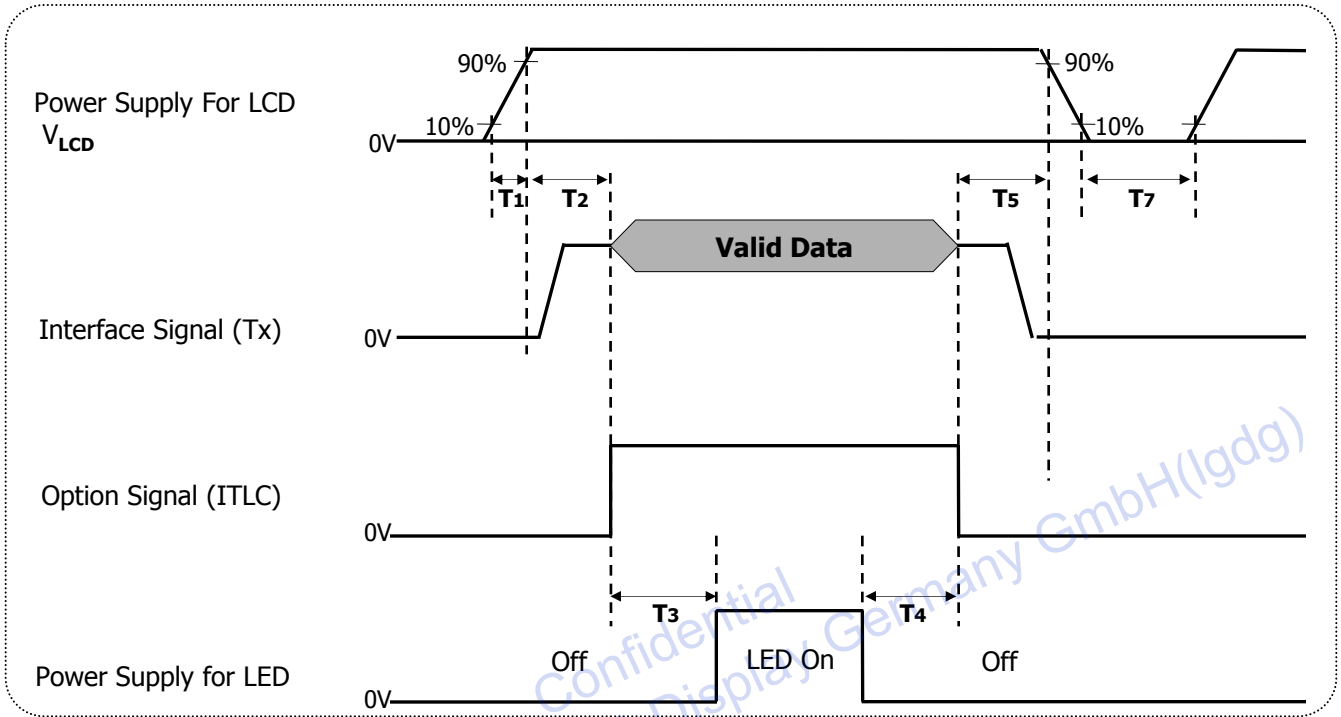 90%
90%
Power Supply For LCD
VLCD
10%
10%
0V
T1
T2
T5
T7
Valid Data
Interface Signal (Tx)
0V
Option Signal (ITLC)
0V
T3
T4
Off
LED On
Off
Power Supply for LED
0V
Confidential
Display Germany GmbH(lgdg)